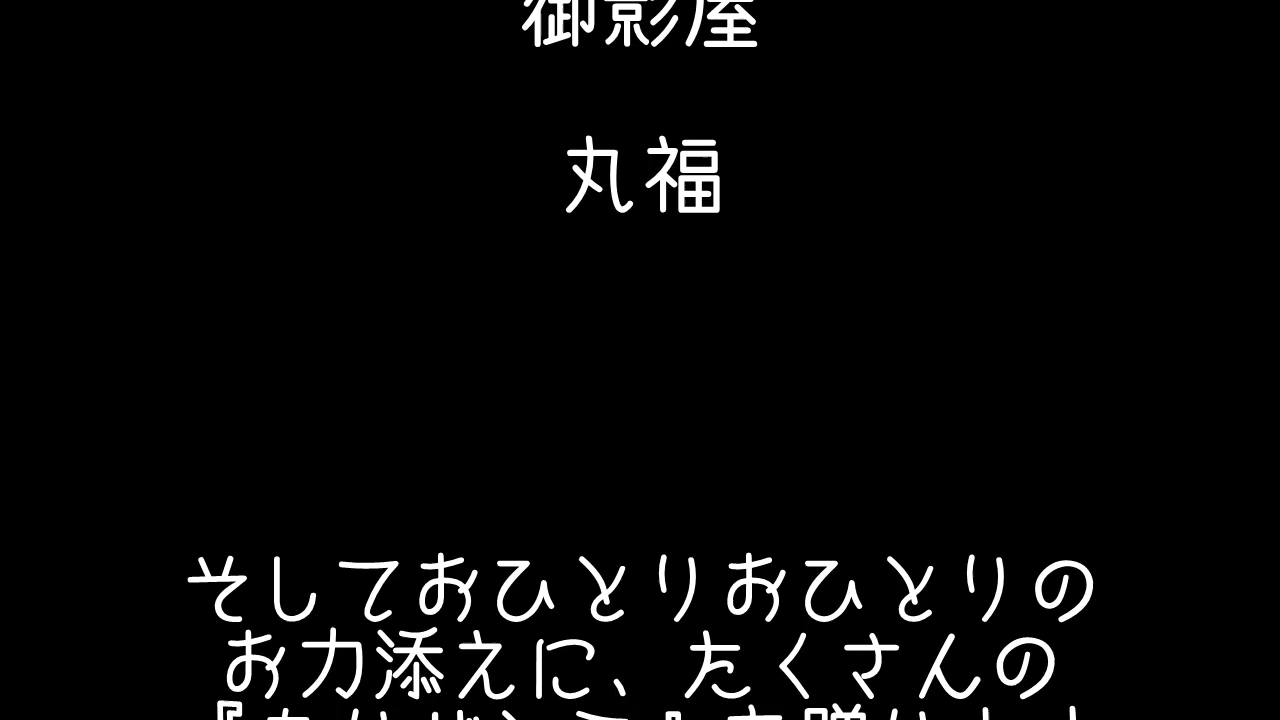 御影屋
丸福
そしておひとりおひとりの
お力添えに、たくさんの